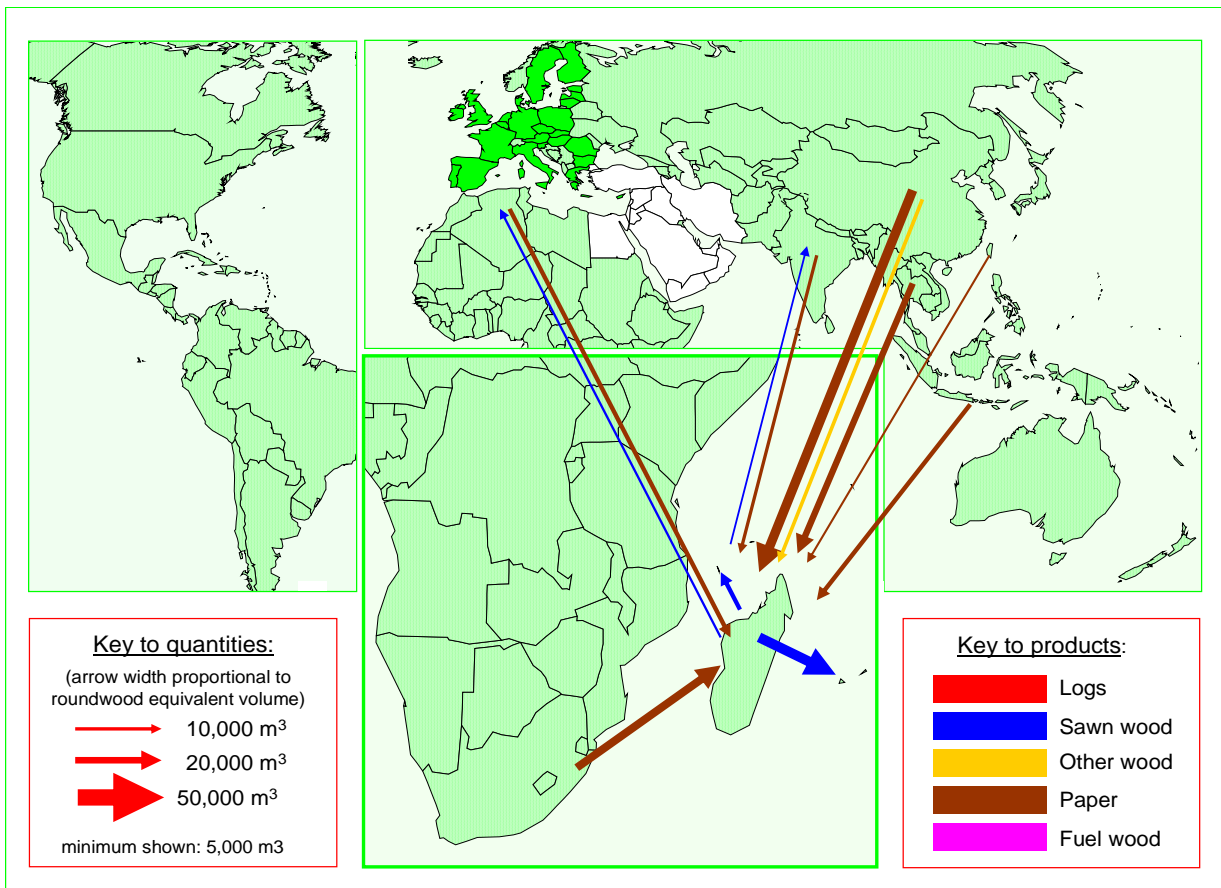 Key to quantities:
(arrow width proportional to
roundwood equivalent volume)
10,000 m³
20,000 m³
50,000 m³
minimum shown: 5,000 m3
Key to products:
Logs
Sawn wood
Other wood
Paper
Fuel wood